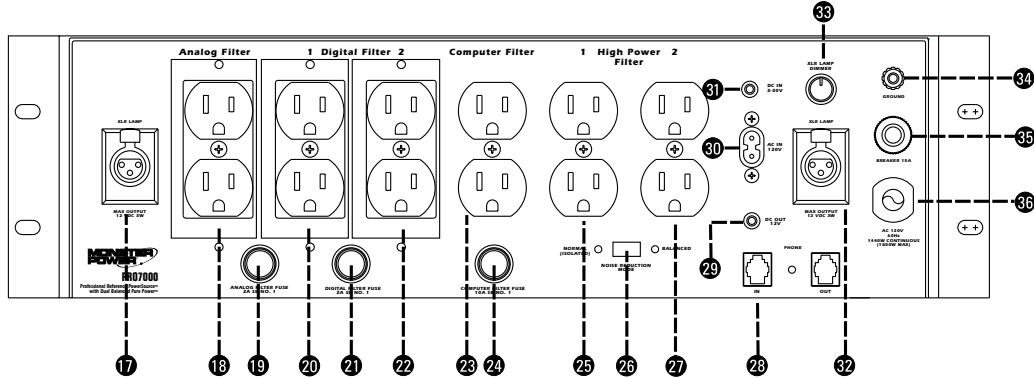 33
Analog Filter
1 Digital Filter 2
Computer Filter
1 High Power 2
Filter
XLR LAMP
DIMMER
31
DC IN
5-30V
34
GROUND
XLR LAMP
XLR LAMP
30
AC IN
120V
35
BREAKER 15A
MAX OUTPUT
12 VDC 5W
MAX OUTPUT
12 VDC 5W
36
DC OUT
12V
29
AC 120V
60Hz
1440W CONTINUOUS
(1800W MAX)
MONSTER
POWER
PRO7000
Professional Reference PowerSource™
with Dual Balanced Pure Power™
ANALOG FILTER FUSE
2A SB NO. 1
DIGITAL FILTER FUSE
2A SB NO. 1
COMPUTER FILTER FUSE
10A SB NO. 1
NORMAL
(ISOLATED)
BALANCED
NOISE REDUCTION
MODE
PHONE
IN
OUT
17
18
19
20
21
22
23
24
25
26
27
28
32